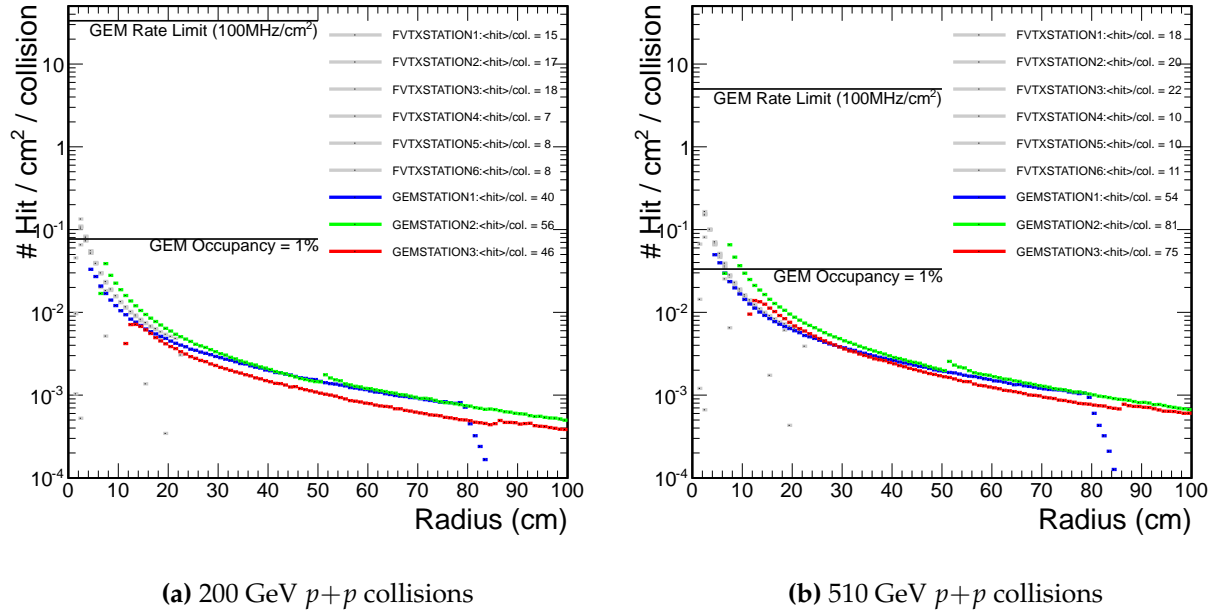 # Hit / cm² / collision
10
1
10⁻¹
10⁻²
10⁻³
10⁻⁴
GEM Rate Limit (100MHz/cm²)
GEM Occupancy = 1%
FVTXSTATION1:<hit>/col. = 15
FVTXSTATION2:<hit>/col. = 17
FVTXSTATION3:<hit>/col. = 18
FVTXSTATION4:<hit>/col. = 7
FVTXSTATION5:<hit>/col. = 8
FVTXSTATION6:<hit>/col. = 8
GEMSTATION1:<hit>/col. = 40
GEMSTATION2:<hit>/col. = 56
GEMSTATION3:<hit>/col. = 46
0 10 20 30 40 50 60 70 80 90 100
Radius (cm)
(a) 200 GeV p+p collisions
# Hit / cm² / collision
10
1
10⁻¹
10⁻²
10⁻³
10⁻⁴
GEM Rate Limit (100MHz/cm²)
GEM Occupancy = 1%
FVTXSTATION1:<hit>/col. = 18
FVTXSTATION2:<hit>/col. = 20
FVTXSTATION3:<hit>/col. = 22
FVTXSTATION4:<hit>/col. = 10
FVTXSTATION5:<hit>/col. = 10
FVTXSTATION6:<hit>/col. = 11
GEMSTATION1:<hit>/col. = 54
GEMSTATION2:<hit>/col. = 81
GEMSTATION3:<hit>/col. = 75
0 10 20 30 40 50 60 70 80 90 100
Radius (cm)
(b) 510 GeV p+p collisions